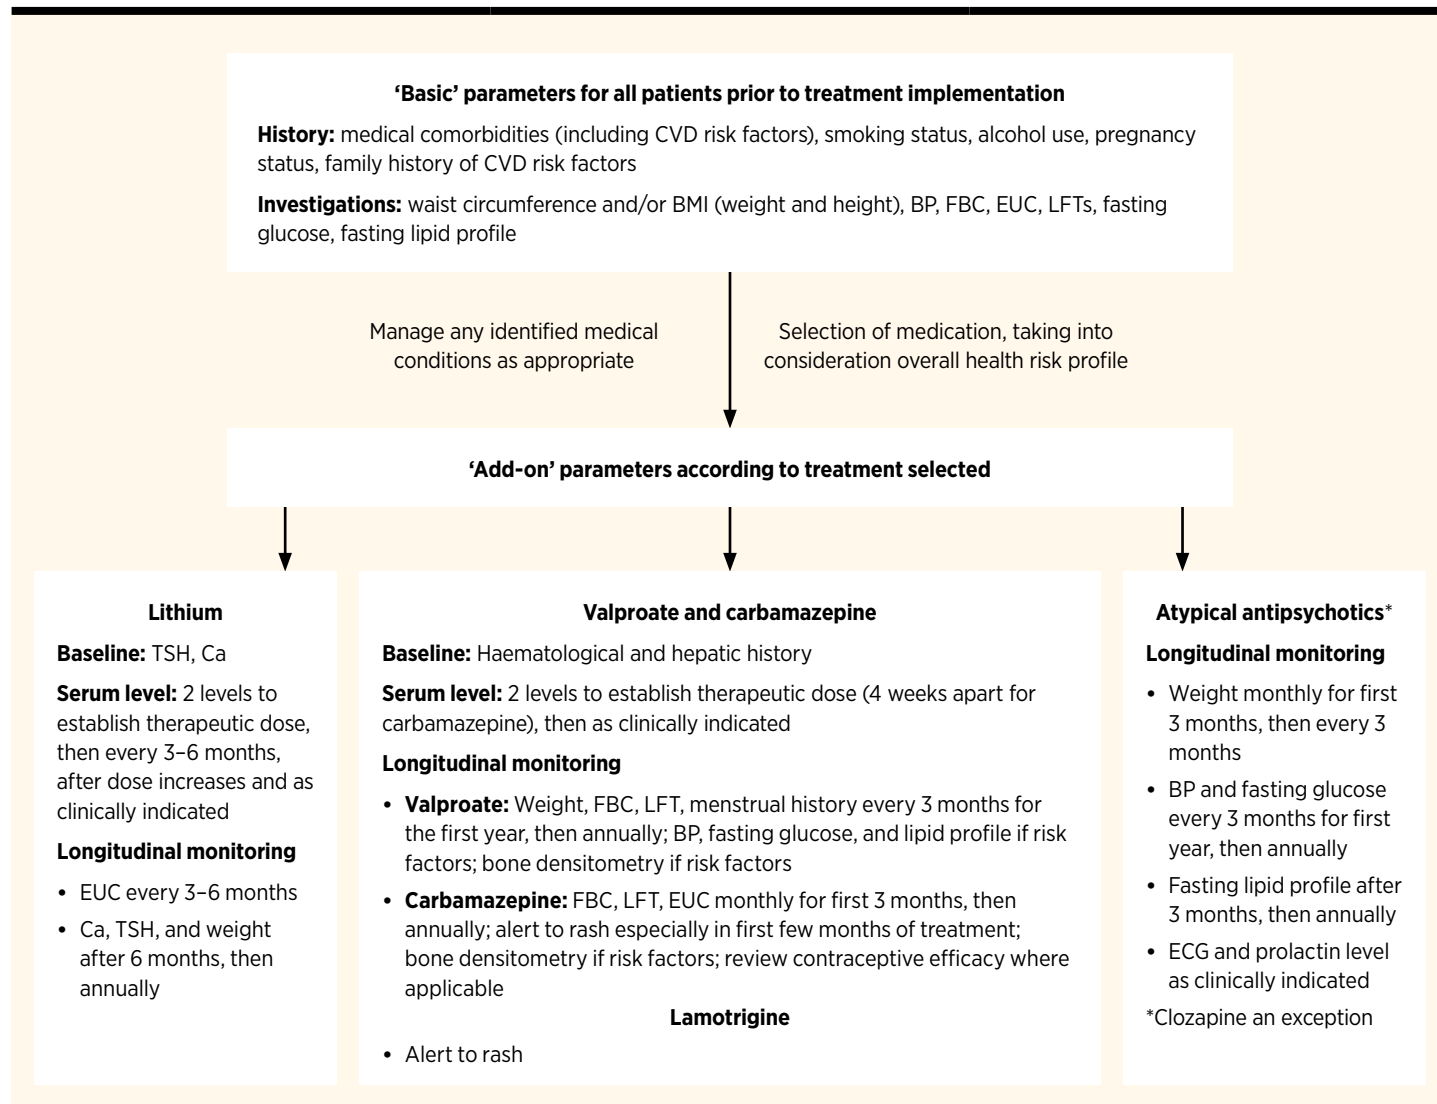 ‘Basic’ parameters for all patients prior to treatment implementation
History: medical comorbidities (including CVD risk factors), smoking status, alcohol use, pregnancy
status, family history of CVD risk factors
Investigations: waist circumference and/or BMI (weight and height), BP, FBC, EUC, LFTs, fasting
glucose, fasting lipid profile
Manage any identified medical
conditions as appropriate
Selection of medication, taking into
consideration overall health risk profile
‘Add-on’ parameters according to treatment selected
Lithium
Baseline: TSH, Ca
Serum level: 2 levels to
establish therapeutic dose,
then every 3–6 months,
after dose increases and as
clinically indicated
Longitudinal monitoring
• EUC every 3–6 months
• Ca, TSH, and weight
after 6 months, then
annually
Valproate and carbamazepine
Baseline: Haematological and hepatic history
Serum level: 2 levels to establish therapeutic dose (4 weeks apart for
carbamazepine), then as clinically indicated
Longitudinal monitoring
• Valproate: Weight, FBC, LFT, menstrual history every 3 months for
the first year, then annually; BP, fasting glucose, and lipid profile if risk
factors; bone densitometry if risk factors
• Carbamazepine: FBC, LFT, EUC monthly for first 3 months, then
annually; alert to rash especially in first few months of treatment;
bone densitometry if risk factors; review contraceptive efficacy where
applicable
Lamotrigine
• Alert to rash
Atypical antipsychotics*
Longitudinal monitoring
• Weight monthly for first
3 months, then every 3
months
• BP and fasting glucose
every 3 months for first
year, then annually
• Fasting lipid profile after
3 months, then annually
• ECG and prolactin level
as clinically indicated
*Clozapine an exception